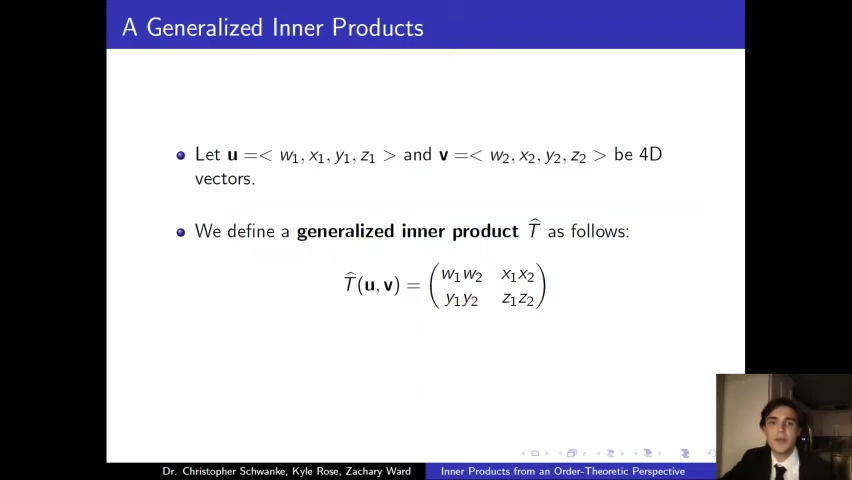 A Generalized Inner Products
Let u =< w₁, x₁, y₁, z₁ > and v =< w₂, x₂, y₂, z₂ > be 4D
vectors.
We define a generalized inner product T̂ as follows:
T̂(u, v) = ( w₁w₂ x₁x₂
y₁y₂ z₁z₂ )
Dr. Christopher Schwanke, Kyle Rose, Zachary Ward
Inner Products from an Order-Theoretic Perspective